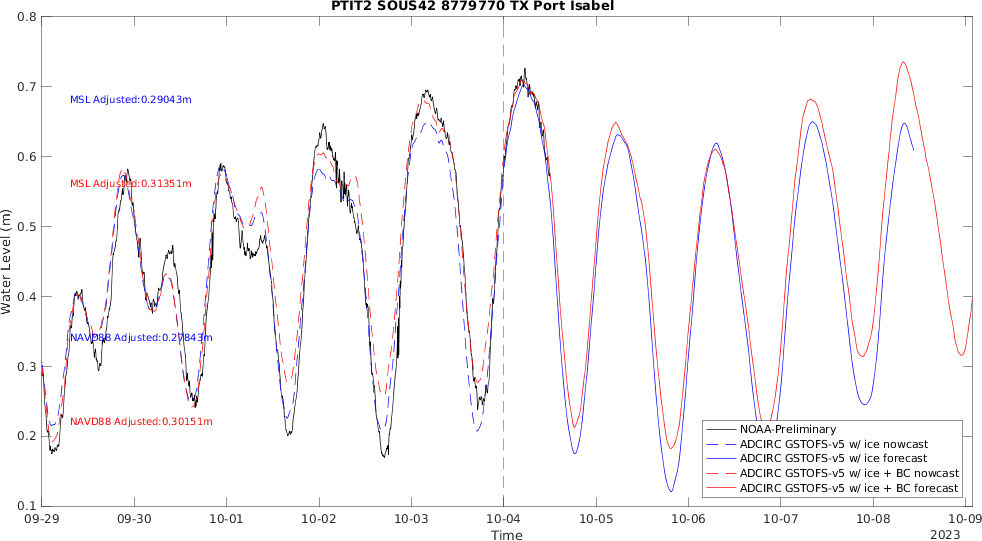 PTIT2 SOUS42 8779770 TX Port Isabel
0.8
0.7
0.6
0.5
0.4
0.3
0.2
0.1
Water Level (m)
MSL Adjusted:0.29043m
MSL Adjusted:0.31351m
NAVD88 Adjusted:0.27843m
NAVD88 Adjusted:0.30151m
NOAA-Preliminary
ADCIRC GSTOFS-v5 w/ ice nowcast
ADCIRC GSTOFS-v5 w/ ice forecast
ADCIRC GSTOFS-v5 w/ ice + BC nowcast
ADCIRC GSTOFS-v5 w/ ice + BC forecast
09-29 09-30 10-01 10-02 10-03 10-04 10-05 10-06 10-07 10-08 10-09
Time
2023